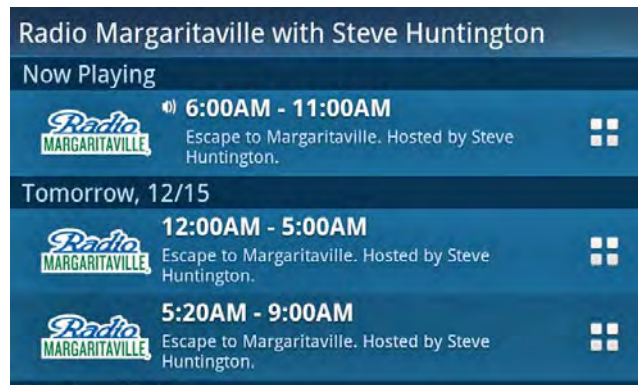 Radio Margaritaville with Steve Huntington
Now Playing
Radio
MARGARITAVILLE
6:00AM - 11:00AM
Escape to Margaritaville. Hosted by Steve
Huntington.
Tomorrow, 12/15
Radio
MARGARITAVILLE
12:00AM - 5:00AM
Escape to Margaritaville. Hosted by Steve
Huntington.
Radio
MARGARITAVILLE
5:20AM - 9:00AM
Escape to Margaritaville. Hosted by Steve
Huntington.